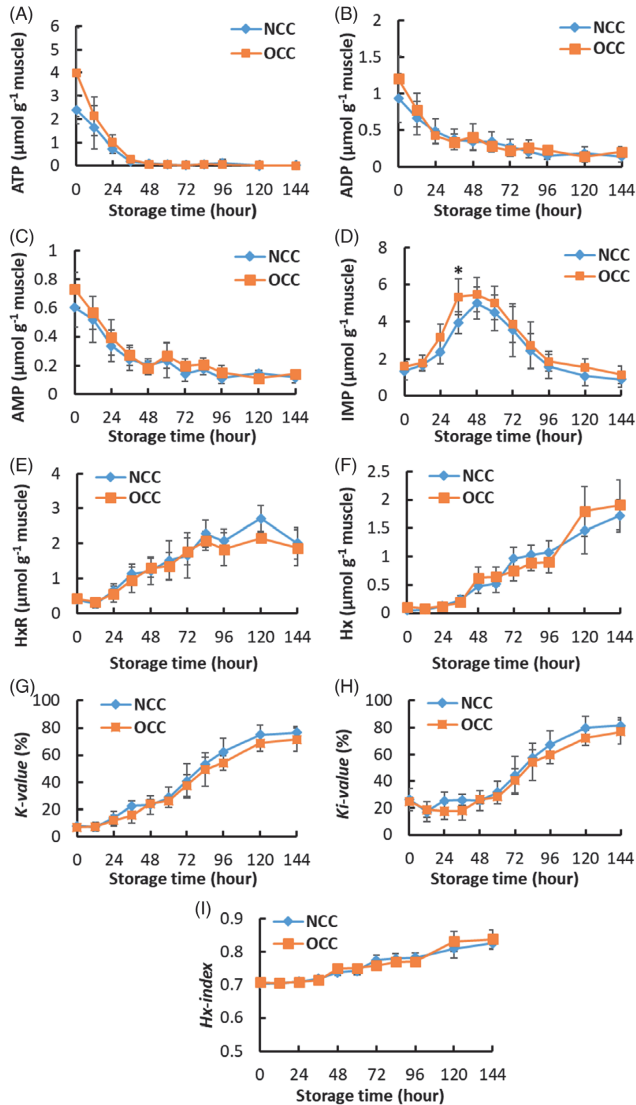 (A)
ATP (μmol g⁻¹ muscle)
6
5
4
3
2
1
0
NCC
OCC
0 24 48 72 96 120 144
Storage time (hour)
(B)
ADP (μmol g⁻¹ muscle)
2
1.5
1
0.5
0
NCC
OCC
0 24 48 72 96 120 144
Storage time (hour)
(C)
AMP (μmol g⁻¹ muscle)
1
0.8
0.6
0.4
0.2
0
NCC
OCC
0 24 48 72 96 120 144
Storage time (hour)
(D)
IMP (μmol g⁻¹ muscle)
8
6
4
2
0
*
NCC
OCC
0 24 48 72 96 120 144
Storage time (hour)
(E)
HxR (μmol g⁻¹ muscle)
4
3
2
1
0
NCC
OCC
0 24 48 72 96 120 144
Storage time (hour)
(F)
Hx (μmol g⁻¹ muscle)
2.5
2
1.5
1
0.5
0
NCC
OCC
0 24 48 72 96 120 144
Storage time (hour)
(G)
K-value (%)
100
80
60
40
20
0
NCC
OCC
0 24 48 72 96 120 144
Storage time (hour)
(H)
Ki-value (%)
100
80
60
40
20
0
NCC
OCC
0 24 48 72 96 120 144
Storage time (hour)
(I)
Hx-index
0.9
0.8
0.7
0.6
0.5
NCC
OCC
0 24 48 72 96 120 144
Storage time (hour)